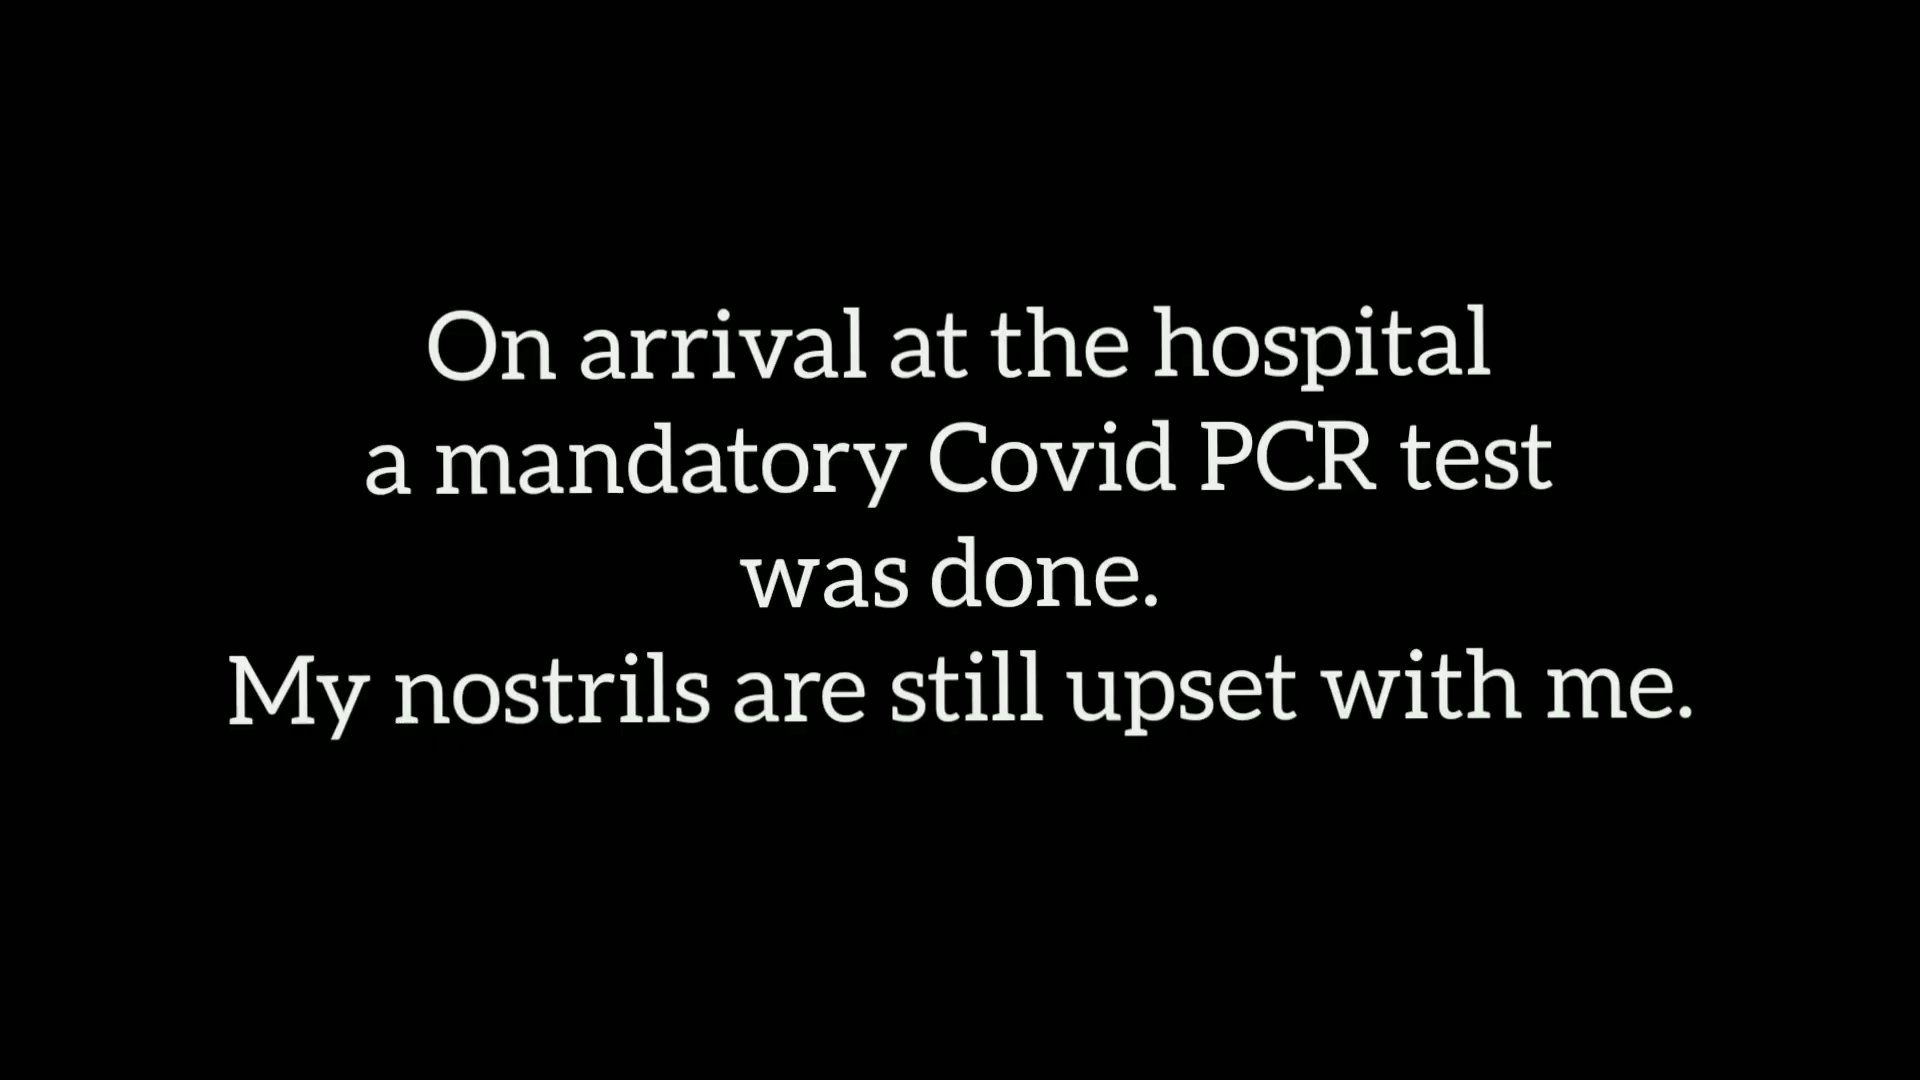 On arrival at the hospital
a mandatory Covid PCR test
was done.
My nostrils are still upset with me.